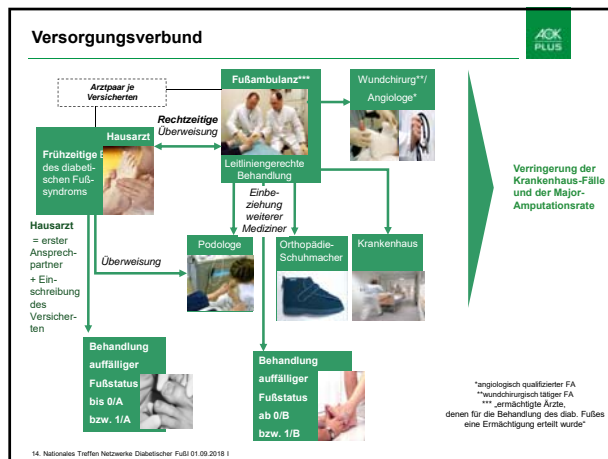 Versorgungsverbund
AOK
PLUS
Arztpaar je
Versicherten
Fußambulanz***
Wundchirurg**/
Angiologe*
Rechtzeitige
Überweisung
Hausarzt
Frühzeitige
des diabeti-
schen Fuß-
syndroms
Leitliniengerechte
Behandlung
Verringerung der
Krankenhaus-Fälle
und der Major-
Amputationsrate
Hausarzt
= erster
Ansprech-
partner
+ Ein-
schreibung
des
Versicher-
ten
Einbe-
ziehung
weiterer
Mediziner
Überweisung
Podologe
Orthopädie-
Schuhmacher
Krankenhaus
Behandlung
auffälliger
Fußstatus
bis 0/A
bzw. 1/A
Behandlung
auffälliger
Fußstatus
ab 0/B
bzw. 1/B
*angiologisch qualifizierter FA
**wundchirurgisch tätiger FA
*** „ermächtigte Ärzte,
denen für die Behandlung des diab. Fußes
eine Ermächtigung erteilt wurde“
14. Nationales Treffen Netzwerke Diabetischer Fußl 01.09.2018 I